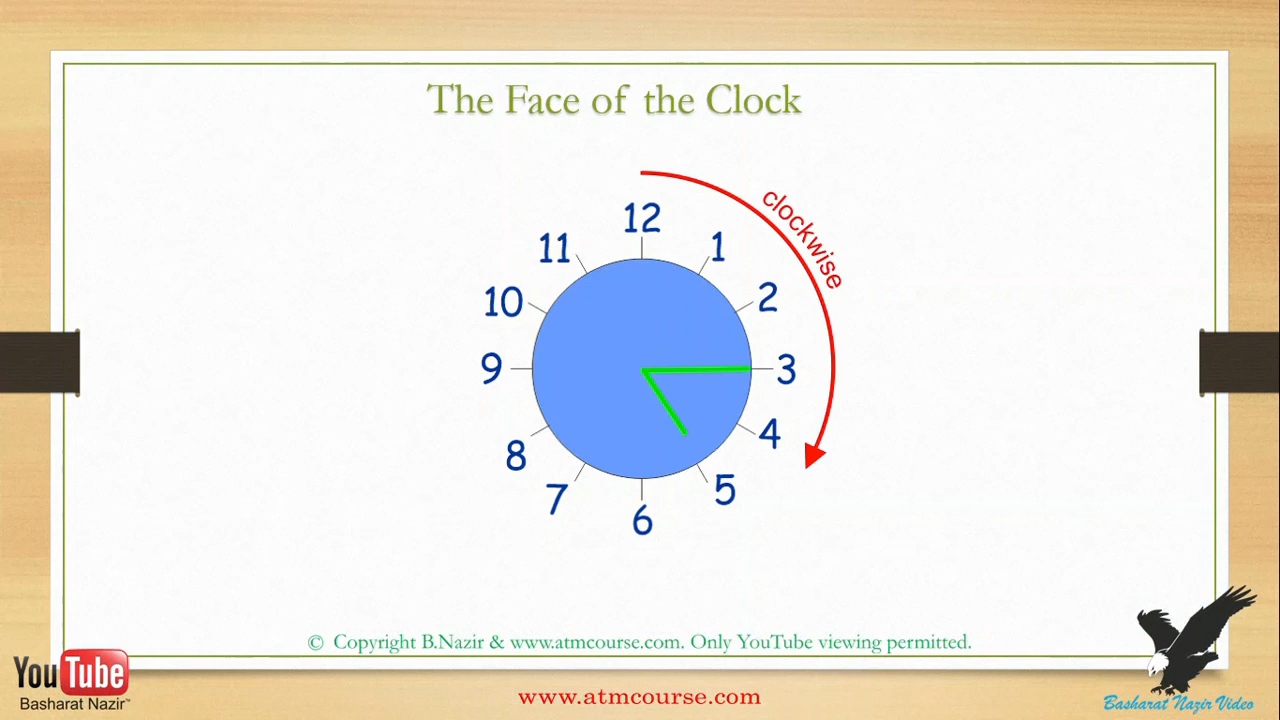 The Face of the Clock
clockwise
12
1
2
3
4
5
6
7
8
9
10
11
© Copyright B.Nazir & www.atmcourse.com. Only YouTube viewing permitted.
YouTube
Basharat Nazir™
www.atmcourse.com
Basharat Nazir Video